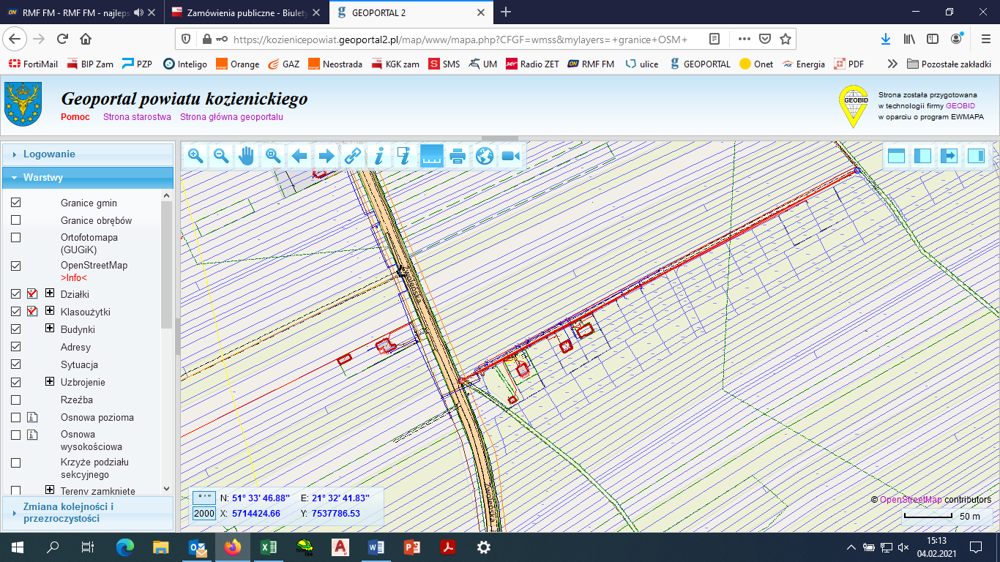 RMF FM - RMF FM - najleps
Zamówienia publiczne - Biulety
GEOPORTAL 2
https://kozienicepowiat.geoportal2.pl/map/www/mapa.php?CFGF=wmss&mylayers=+granice+OSM+
FortiMail
BIP Zam
PZP
Inteligo
Orange
GAZ
Neostrada
KGK zam
SMS
UM
Radio ZET
RMF FM
ulice
GEOPORTAL
Onet
Energia
PDF
Pozostałe zakładki
Geoportal powiatu kozienickiego
Pomoc Strona starostwa Strona główna geoportalu
GEOBID
Strona została przygotowana
w technologii firmy GEOBID
w oparciu o program EWMAPA
Logowanie
Warstwy
Granice gmin
Granice obrębów
Ortofotomapa
(GUGiK)
OpenStreetMap
>Info<
Działki
Klasoużytki
Budynki
Adresy
Sytuacja
Uzbrojenie
Rzeźba
Osnowa pozioma
Osnowa
wysokościowa
Krzyże podziału
sekcyjnego
Tereny zamknięte
Zmiana kolejności i
przezroczystości
° ' "
N: 51° 33' 46.88" E: 21° 32' 41.83"
2000
X: 5714424.66 Y: 7537786.53
© OpenStreetMap contributors
50 m
15:13
04.02.2021